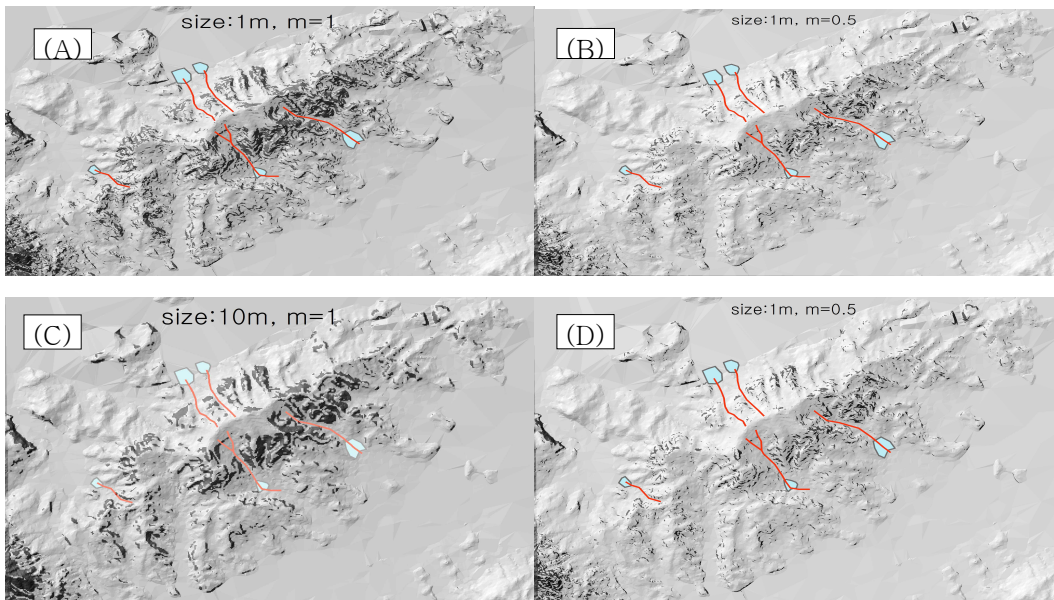 (A)
size:1m, m=1
(B)
size:1m, m=0.5
(C)
size:10m, m=1
(D)
size:1m, m=0.5